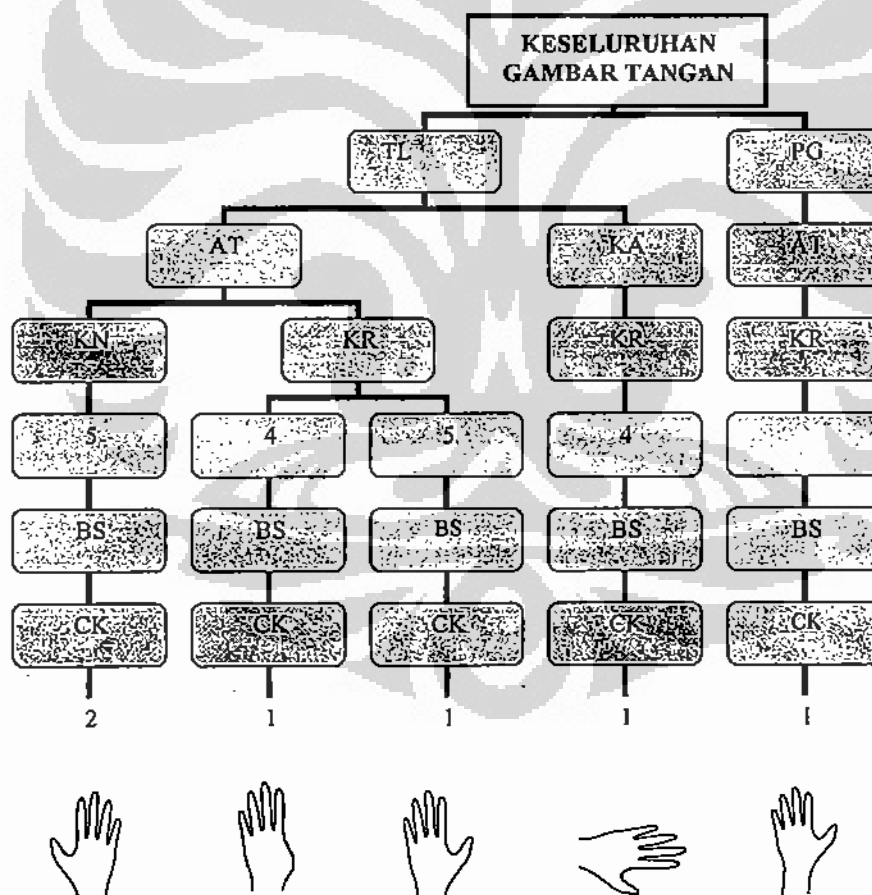 KESELURUHAN
GAMBAR TANGAN
TL PG
AT KA AT
KN KR KR KR
5 4 5 4
BS BS BS BS BS
CK CK CK CK CK
2 1 1 1 1